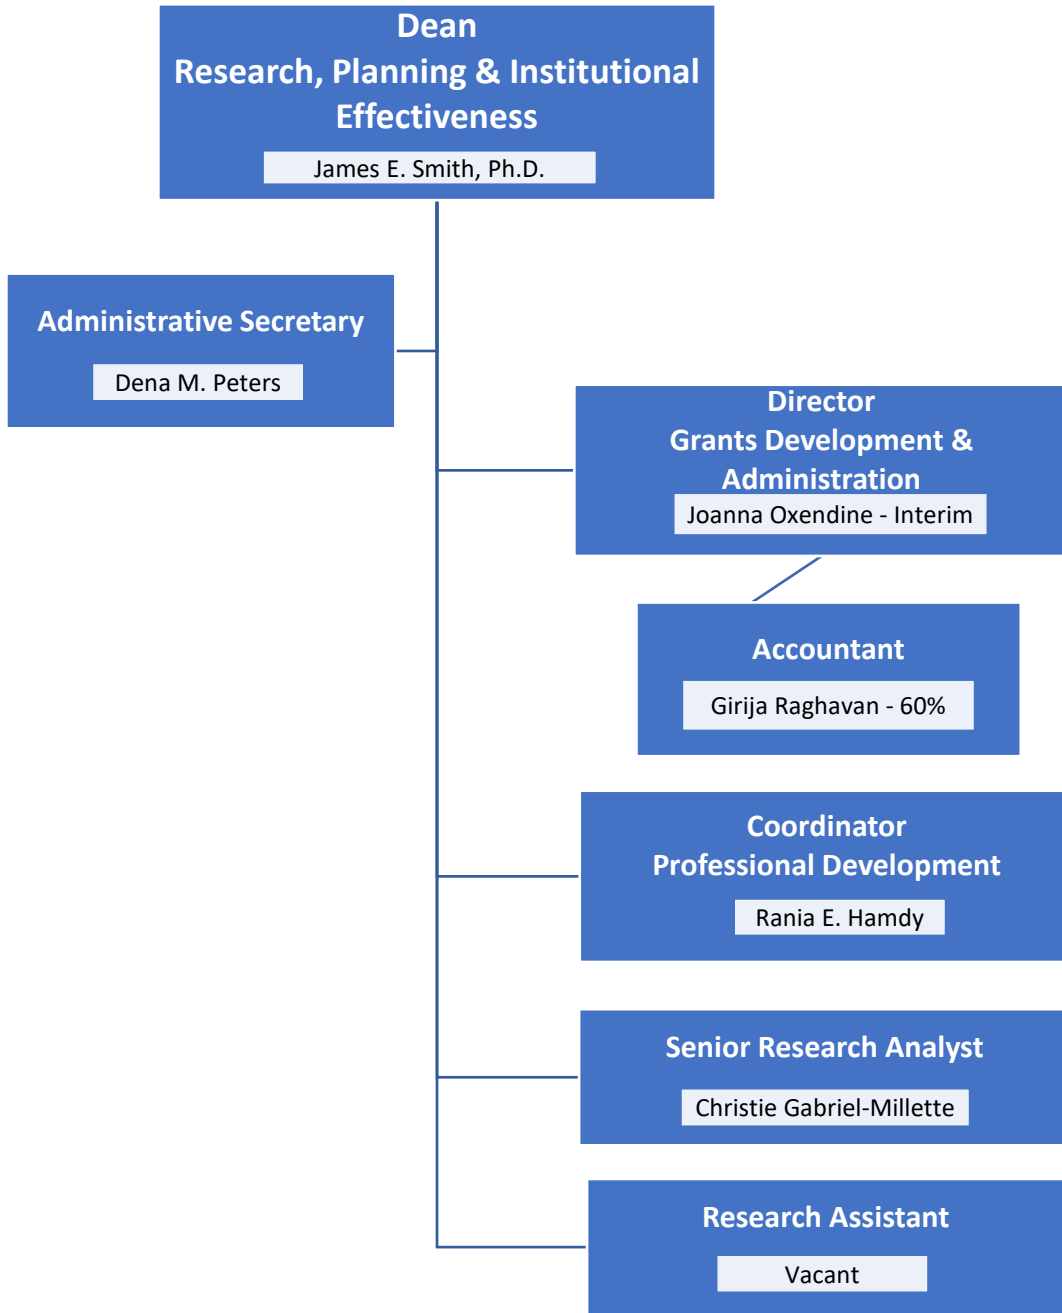 Dean
Research, Planning & Institutional
Effectiveness
James E. Smith, Ph.D.
Administrative Secretary
Dena M. Peters
Director
Grants Development &
Administration
Joanna Oxendine - Interim
Accountant
Girija Raghavan - 60%
Coordinator
Professional Development
Rania E. Hamdy
Senior Research Analyst
Christie Gabriel-Millette
Research Assistant
Vacant